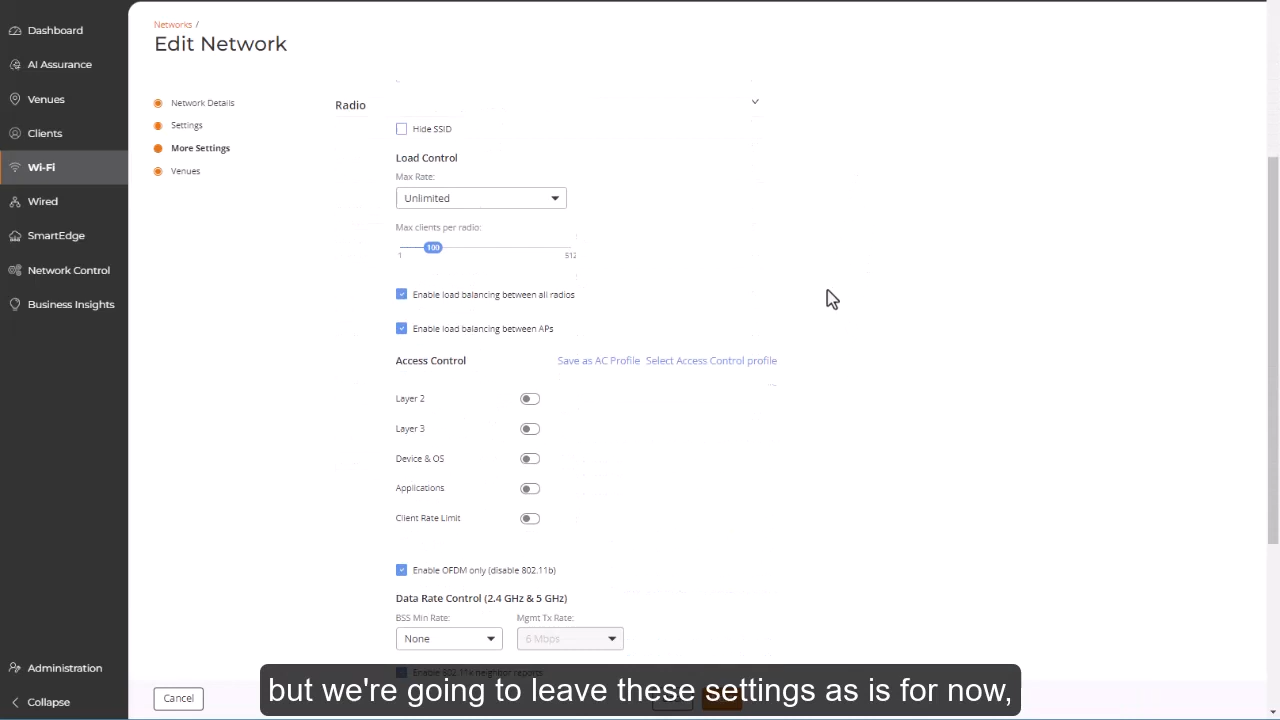 Dashboard
AI Assurance
Venues
Clients
Wi-Fi
Wired
SmartEdge
Network Control
Business Insights
Administration
Collapse
Networks /
Edit Network
Network Details
Settings
More Settings
Venues
Radio
Hide SSID
Load Control
Max Rate:
Unlimited
Max clients per radio:
100
1 512
Enable load balancing between all radios
Enable load balancing between APs
Access Control Save as AC Profile Select Access Control profile
Layer 2
Layer 3
Device & OS
Applications
Client Rate Limit
Enable OFDM only (disable 802.11b)
Data Rate Control (2.4 GHz & 5 GHz)
BSS Min Rate: Mgmt Tx Rate:
None 6 Mbps
Enable 802.11k neighbor reports
Cancel
but we're going to leave these settings as is for now,